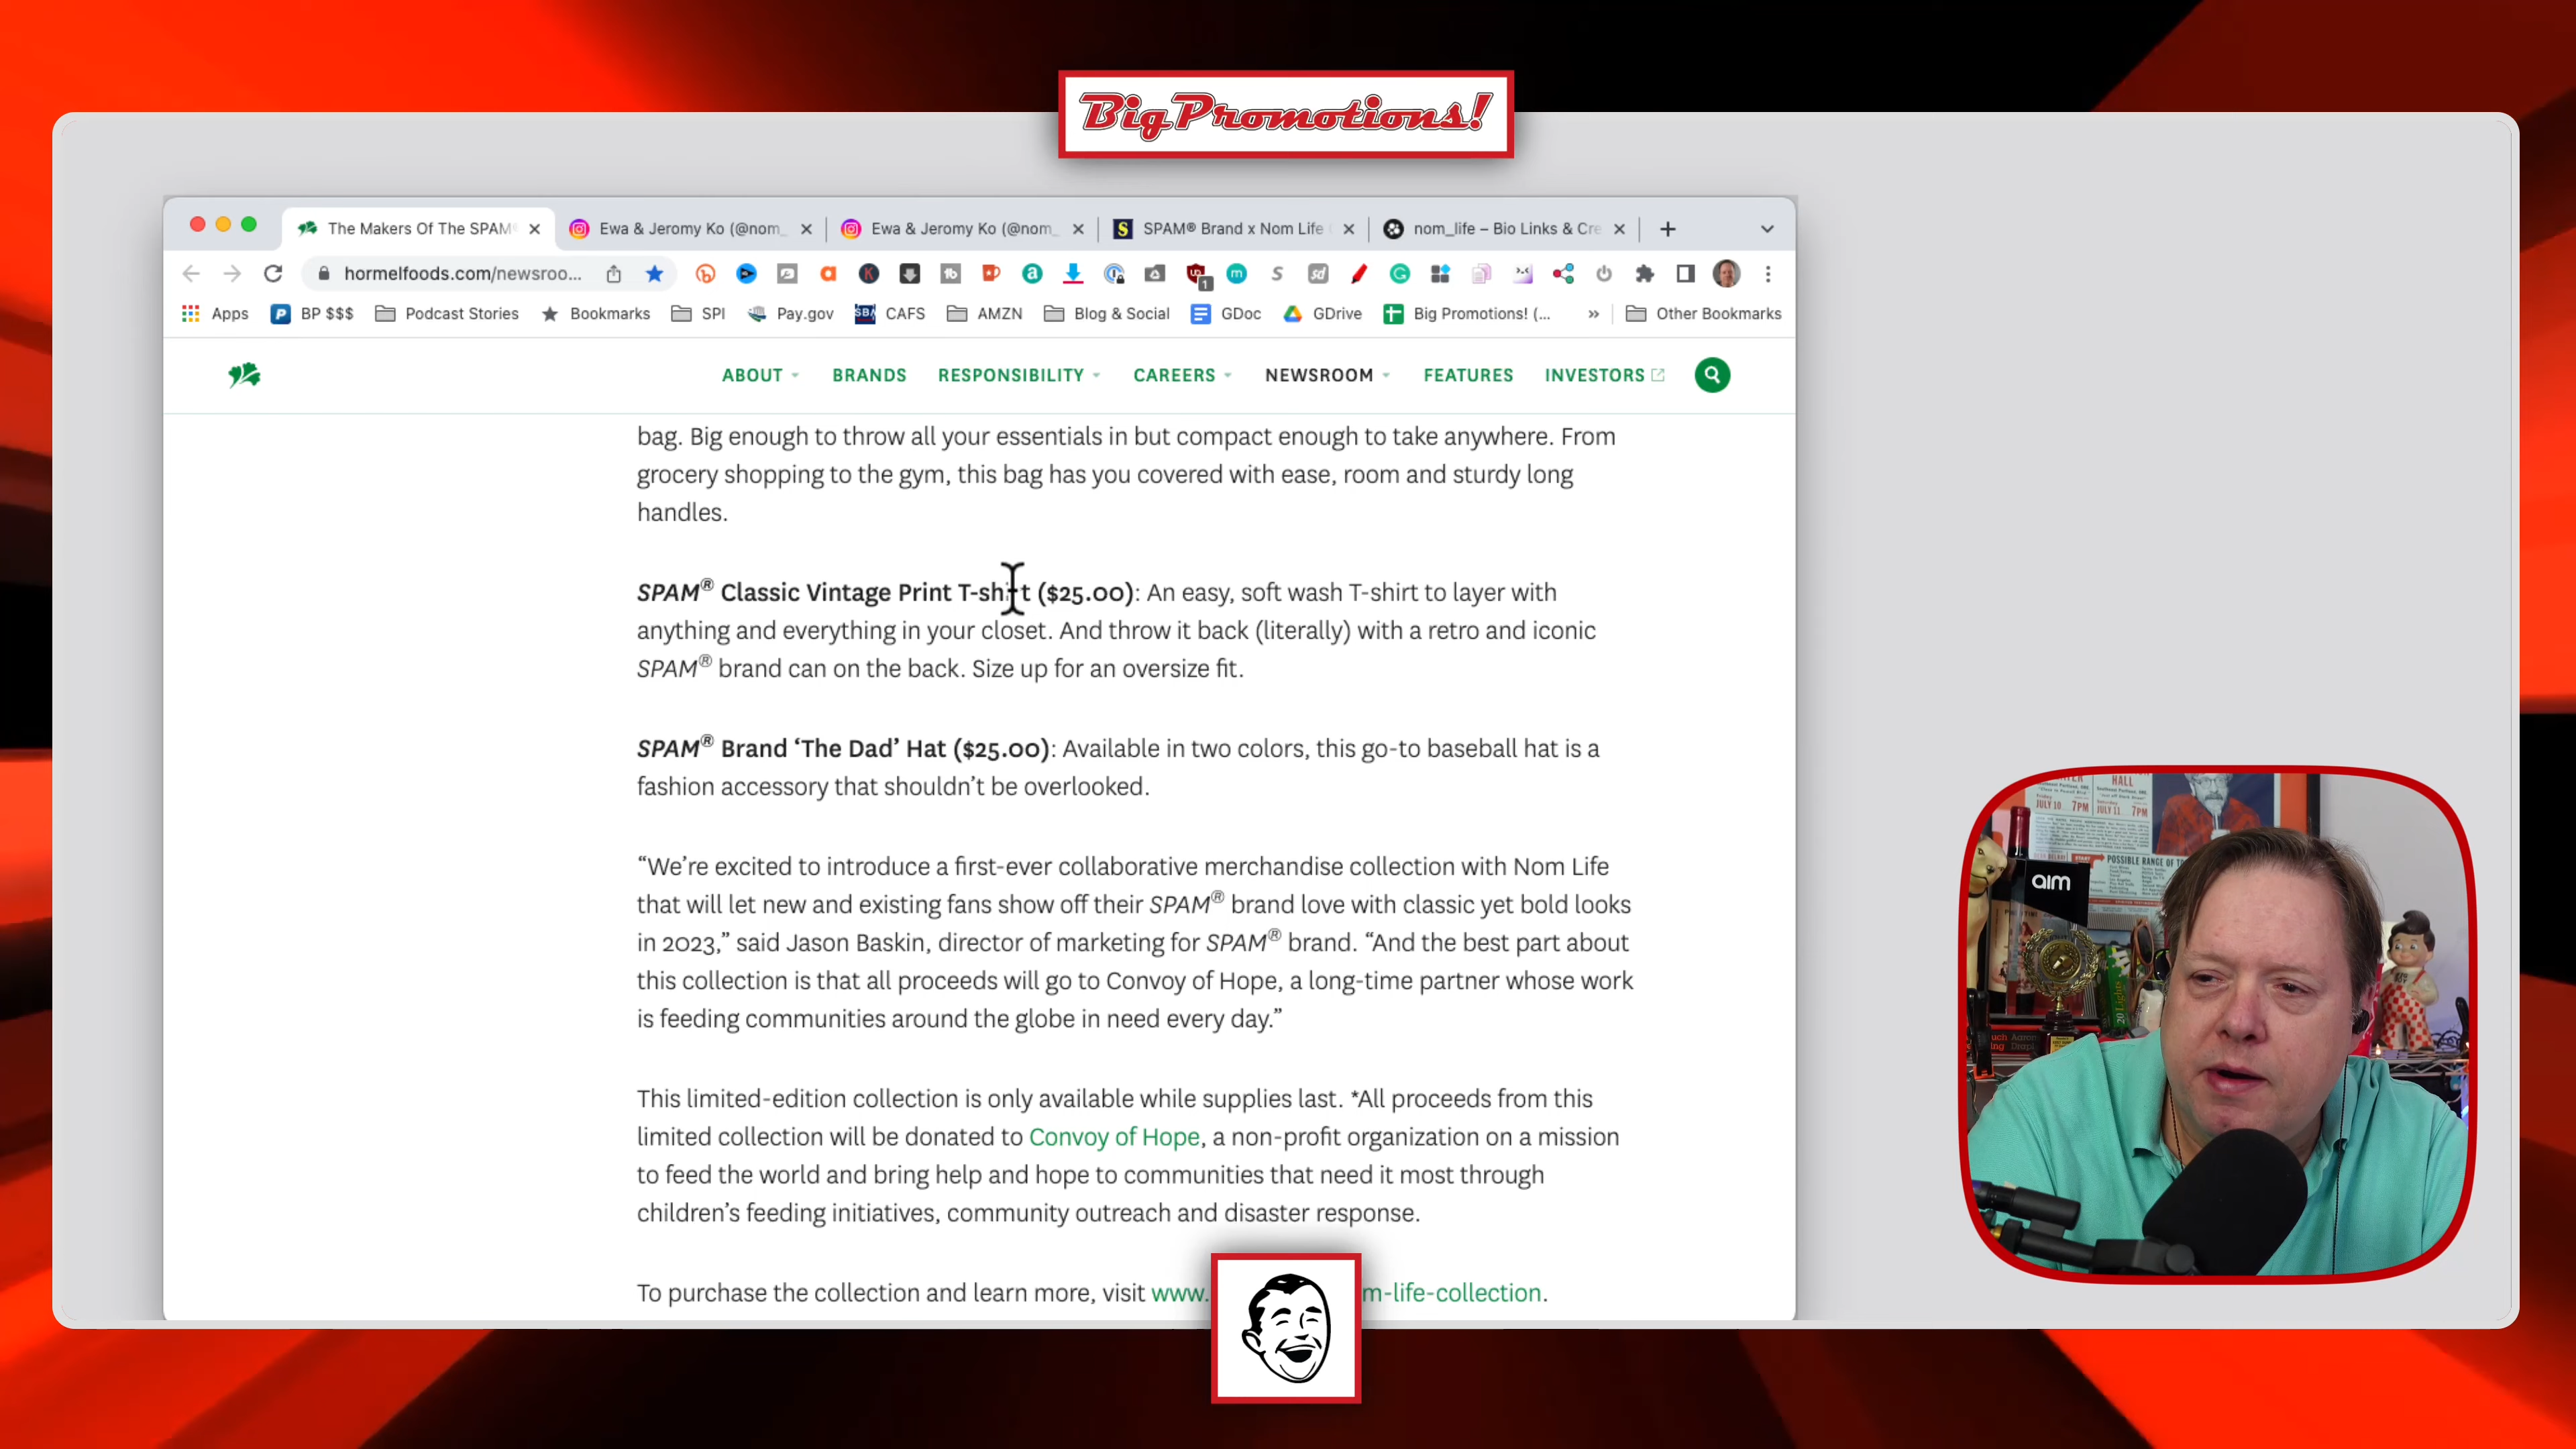 Big Promotions!
The Makers Of The SPAM®
Ewa & Jeromy Ko (@nom_
Ewa & Jeromy Ko (@nom_
SPAM® Brand x Nom Life
nom_life – Bio Links & Cre
hormelfoods.com/newsroo...
Apps
BP $$$
Podcast Stories
Bookmarks
SPI
Pay.gov
CAFS
AMZN
Blog & Social
GDoc
GDrive
Big Promotions! (...
»
Other Bookmarks
ABOUT
BRANDS
RESPONSIBILITY
CAREERS
NEWSROOM
FEATURES
INVESTORS
bag. Big enough to throw all your essentials in but compact enough to take anywhere. From
grocery shopping to the gym, this bag has you covered with ease, room and sturdy long
handles.
SPAM® Classic Vintage Print T-shirt ($25.00): An easy, soft wash T-shirt to layer with
anything and everything in your closet. And throw it back (literally) with a retro and iconic
SPAM® brand can on the back. Size up for an oversize fit.
SPAM® Brand ‘The Dad’ Hat ($25.00): Available in two colors, this go-to baseball hat is a
fashion accessory that shouldn’t be overlooked.
“We’re excited to introduce a first-ever collaborative merchandise collection with Nom Life
that will let new and existing fans show off their SPAM® brand love with classic yet bold looks
in 2023,” said Jason Baskin, director of marketing for SPAM® brand. “And the best part about
this collection is that all proceeds will go to Convoy of Hope, a long-time partner whose work
is feeding communities around the globe in need every day.”
This limited-edition collection is only available while supplies last. *All proceeds from this
limited collection will be donated to Convoy of Hope, a non-profit organization on a mission
to feed the world and bring help and hope to communities that need it most through
children’s feeding initiatives, community outreach and disaster response.
To purchase the collection and learn more, visit www. m-life-collection.
HALL
JULY 10 7PM
JULY 11 7PM
POSSIBLE RANGE OF
aim
20 Lights